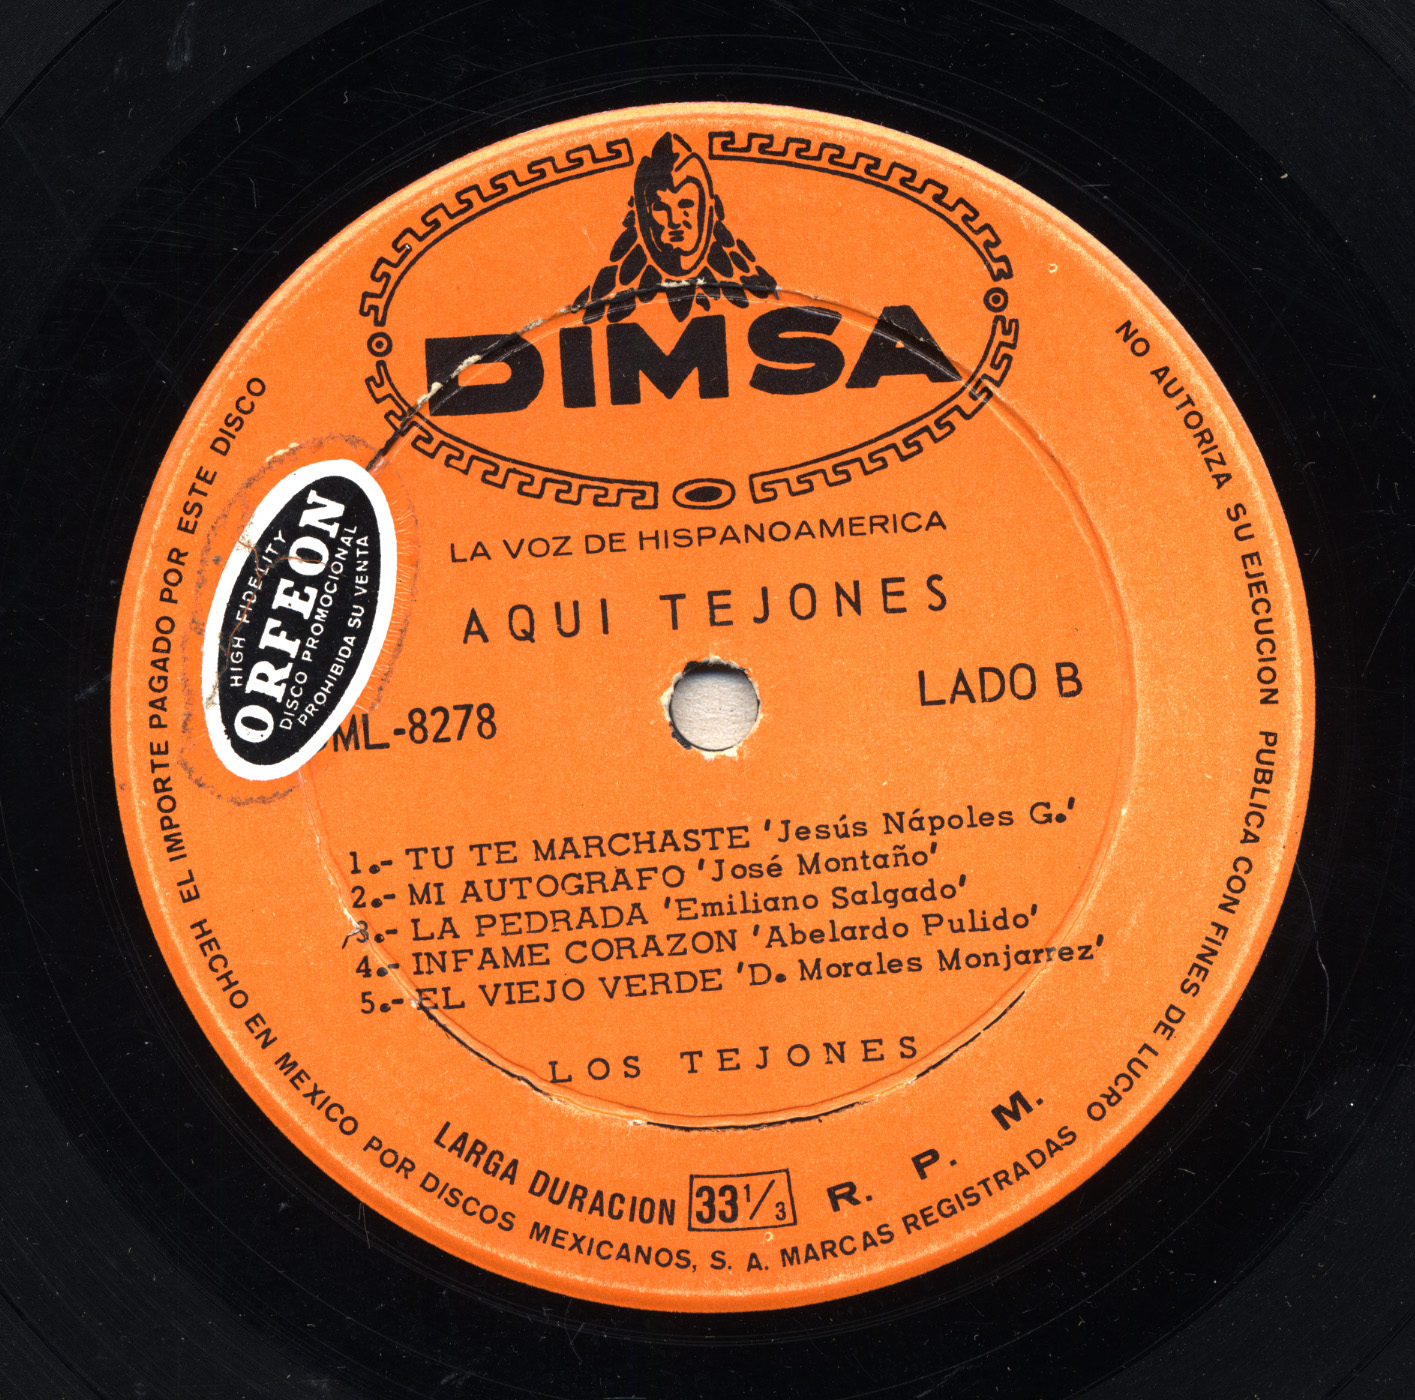 DIMSA
LA VOZ DE HISPANOAMERICA
AQUI TEJONES
HIGH FIDELITY
ORFEON
DISCO PROMOCIONAL
PROHIBIDA SU VENTA
ML-8278
LADO B
1.- TU TE MARCHASTE 'Jesús Nápoles G.'
2.- MI AUTOGRAFO 'José Montaño'
3.- LA PEDRADA 'Emiliano Salgado'
4.- INFAME CORAZON 'Abelardo Pulido'
5.- EL VIEJO VERDE 'D. Morales Monjarrez'
LOS TEJONES
LARGA DURACION 33 1/3 R. P. M.
NO AUTORIZA SU EJECUCION PUBLICA CON FINES DE LUCRO
EL IMPORTE PAGADO POR ESTE DISCO
HECHO EN MEXICO POR DISCOS MEXICANOS, S. A. MARCAS REGISTRADAS